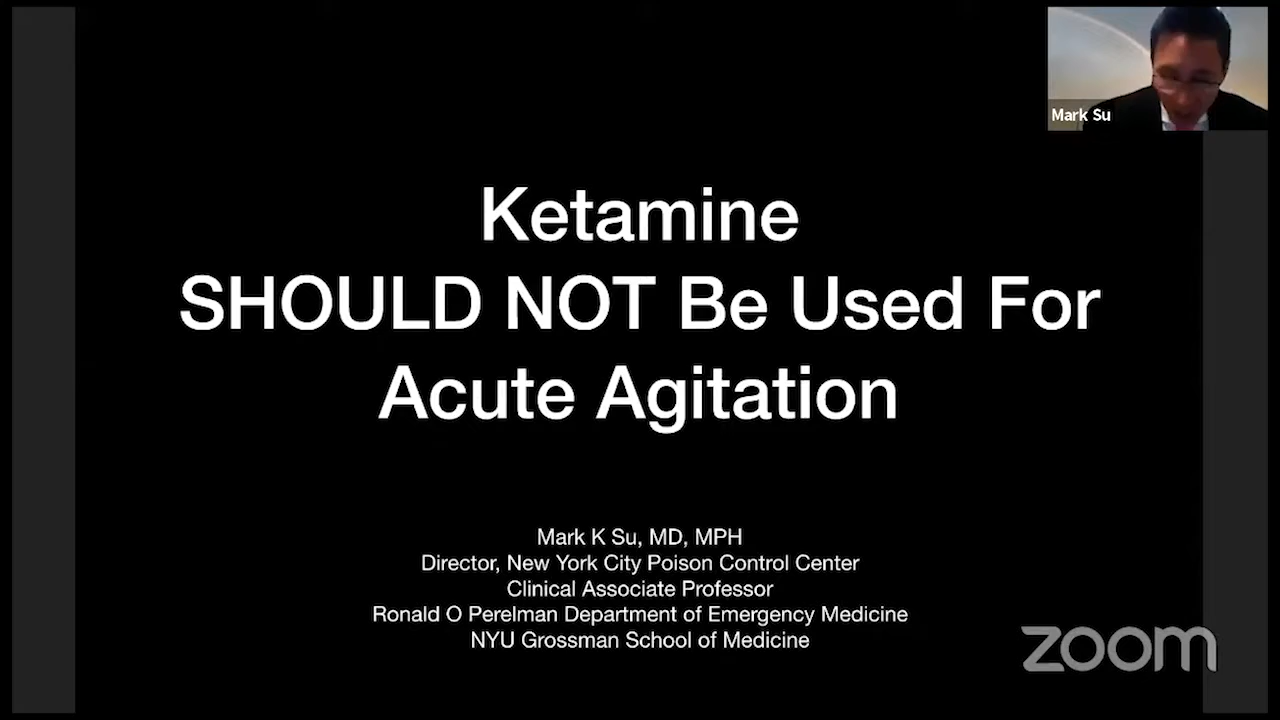 Mark Su
Ketamine
SHOULD NOT Be Used For
Acute Agitation
Mark K Su, MD, MPH
Director, New York City Poison Control Center
Clinical Associate Professor
Ronald O Perelman Department of Emergency Medicine
NYU Grossman School of Medicine
zoom